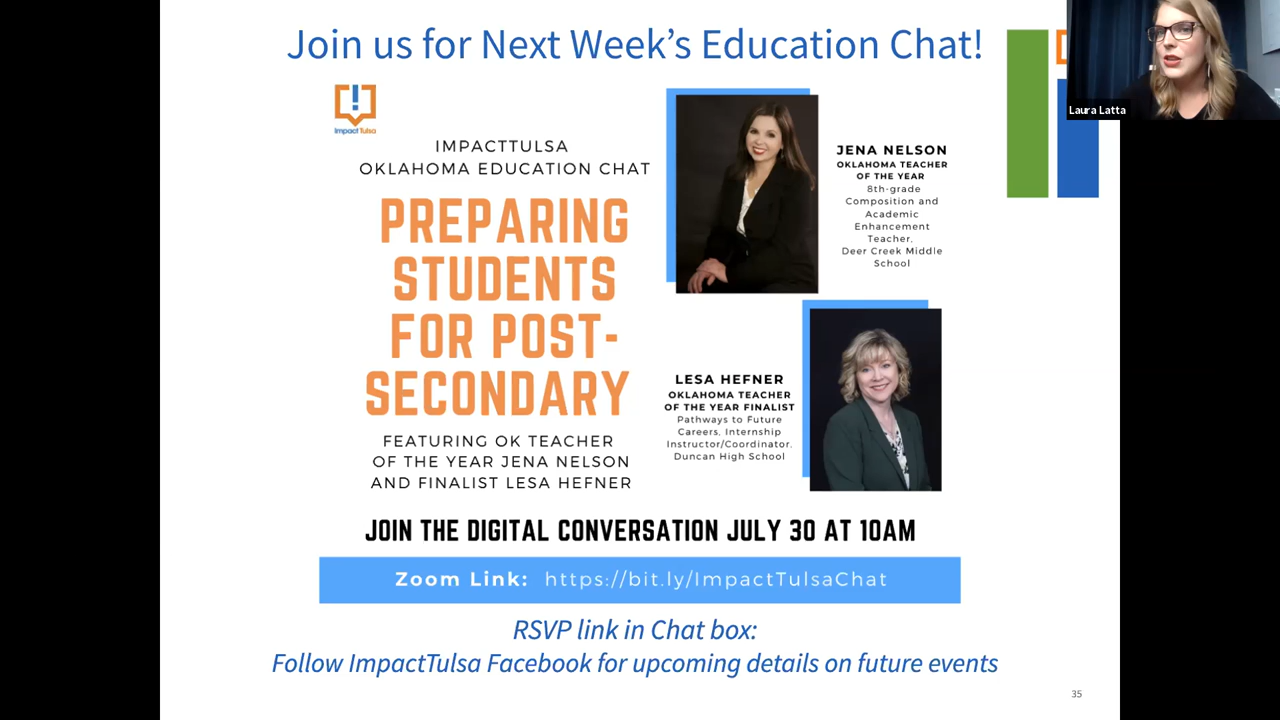 Join us for Next Week's Education Chat!
Laura Latta
Impact Tulsa
IMPACTTULSA
OKLAHOMA EDUCATION CHAT
PREPARING
STUDENTS
FOR POST-
SECONDARY
FEATURING OK TEACHER
OF THE YEAR JENA NELSON
AND FINALIST LESA HEFNER
JENA NELSON
OKLAHOMA TEACHER
OF THE YEAR
8th-grade
Composition and
Academic
Enhancement
Teacher,
Deer Creek Middle
School
LESA HEFNER
OKLAHOMA TEACHER
OF THE YEAR FINALIST
Pathways to Future
Careers, Internship
Instructor/Coordinator,
Duncan High School
JOIN THE DIGITAL CONVERSATION JULY 30 AT 10AM
Zoom Link: https://bit.ly/ImpactTulsaChat
RSVP link in Chat box:
Follow ImpactTulsa Facebook for upcoming details on future events
35